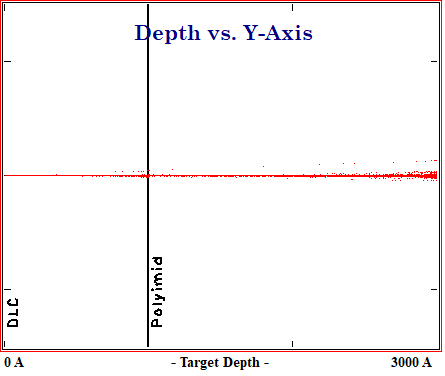 Depth vs. Y-Axis
DLC
Polyimid
0 A
- Target Depth -
3000 A